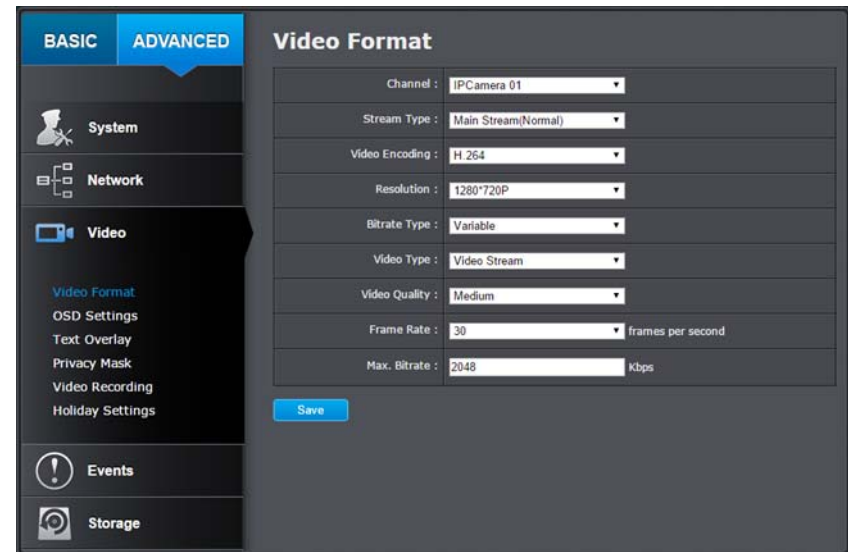 BASIC ADVANCED
System
Network
Video
Video Format
OSD Settings
Text Overlay
Privacy Mask
Video Recording
Holiday Settings
Events
Storage
Video Format
Channel : IPCamera 01
Stream Type : Main Stream(Normal)
Video Encoding : H.264
Resolution : 1280*720P
Bitrate Type : Variable
Video Type : Video Stream
Video Quality : Medium
Frame Rate : 30 frames per second
Max. Bitrate : 2048 Kbps
Save